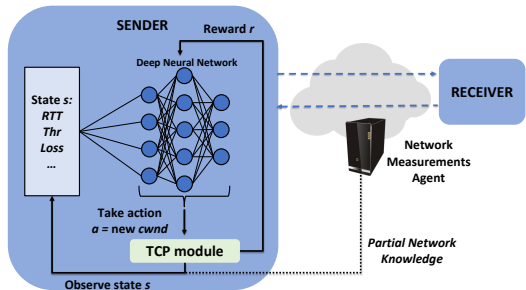 SENDER
Reward r
Deep Neural Network
State s:
RTT
Thr
Loss
...
Take action
a = new cwnd
TCP module
Observe state s
RECEIVER
Network
Measurements
Agent
Partial Network
Knowledge